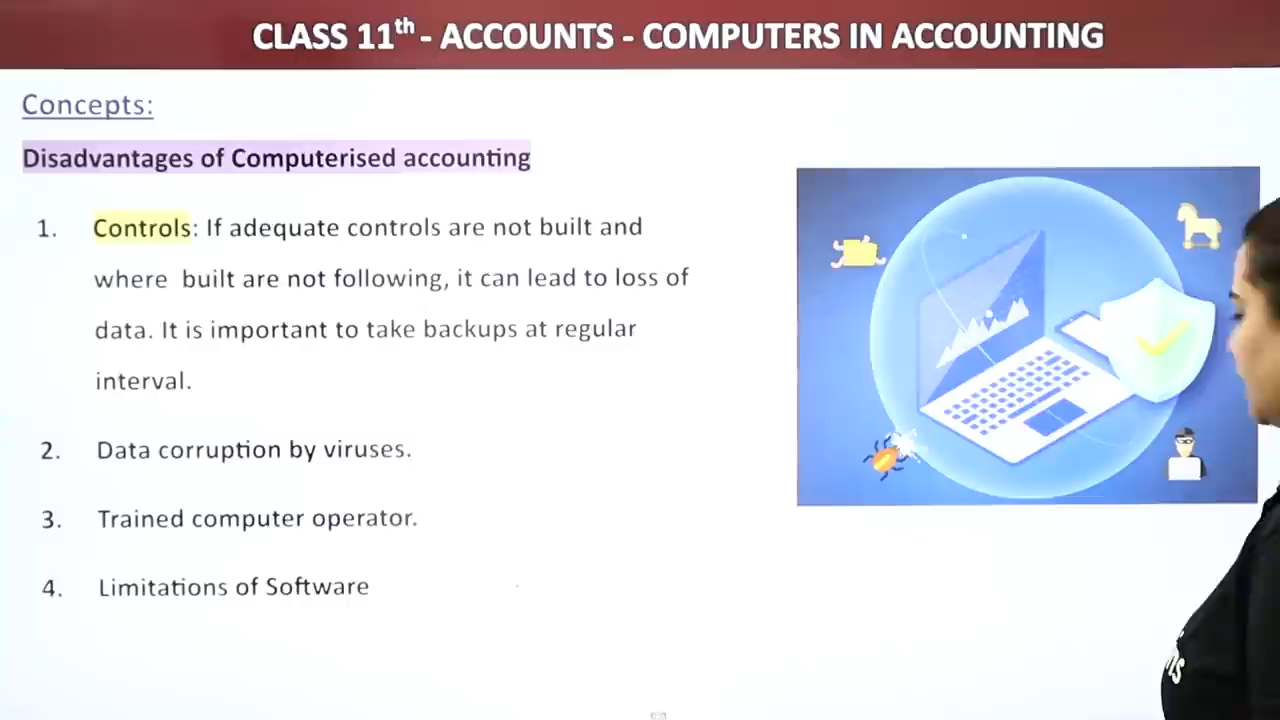 CLASS 11th - ACCOUNTS - COMPUTERS IN ACCOUNTING
Concepts:
Disadvantages of Computerised accounting
1. Controls: If adequate controls are not built and
where built are not following, it can lead to loss of
data. It is important to take backups at regular
interval.
2. Data corruption by viruses.
3. Trained computer operator.
4. Limitations of Software